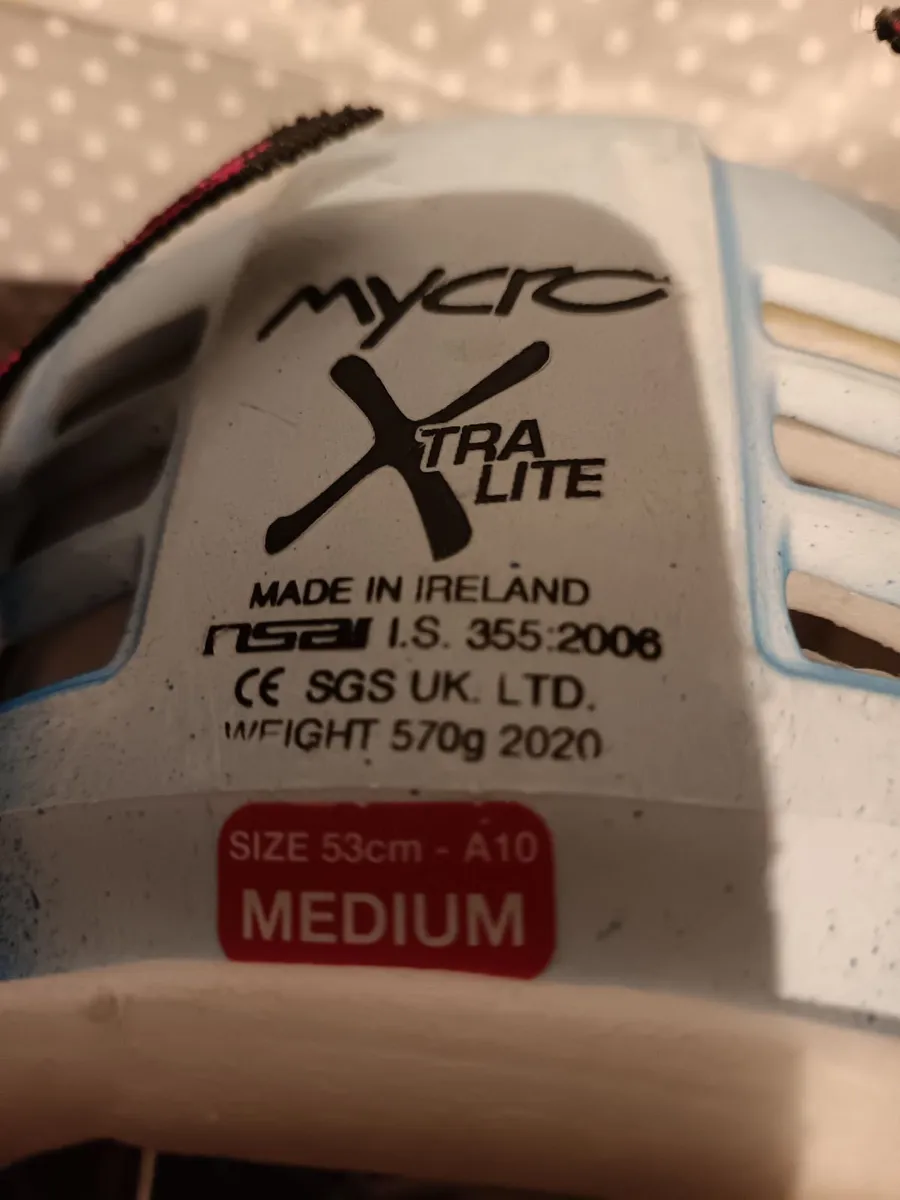 mycro
XTRA
LITE
MADE IN IRELAND
nsai I.S. 355:2006
CE SGS UK. LTD.
WEIGHT 570g 2020
SIZE 53cm - A10
MEDIUM